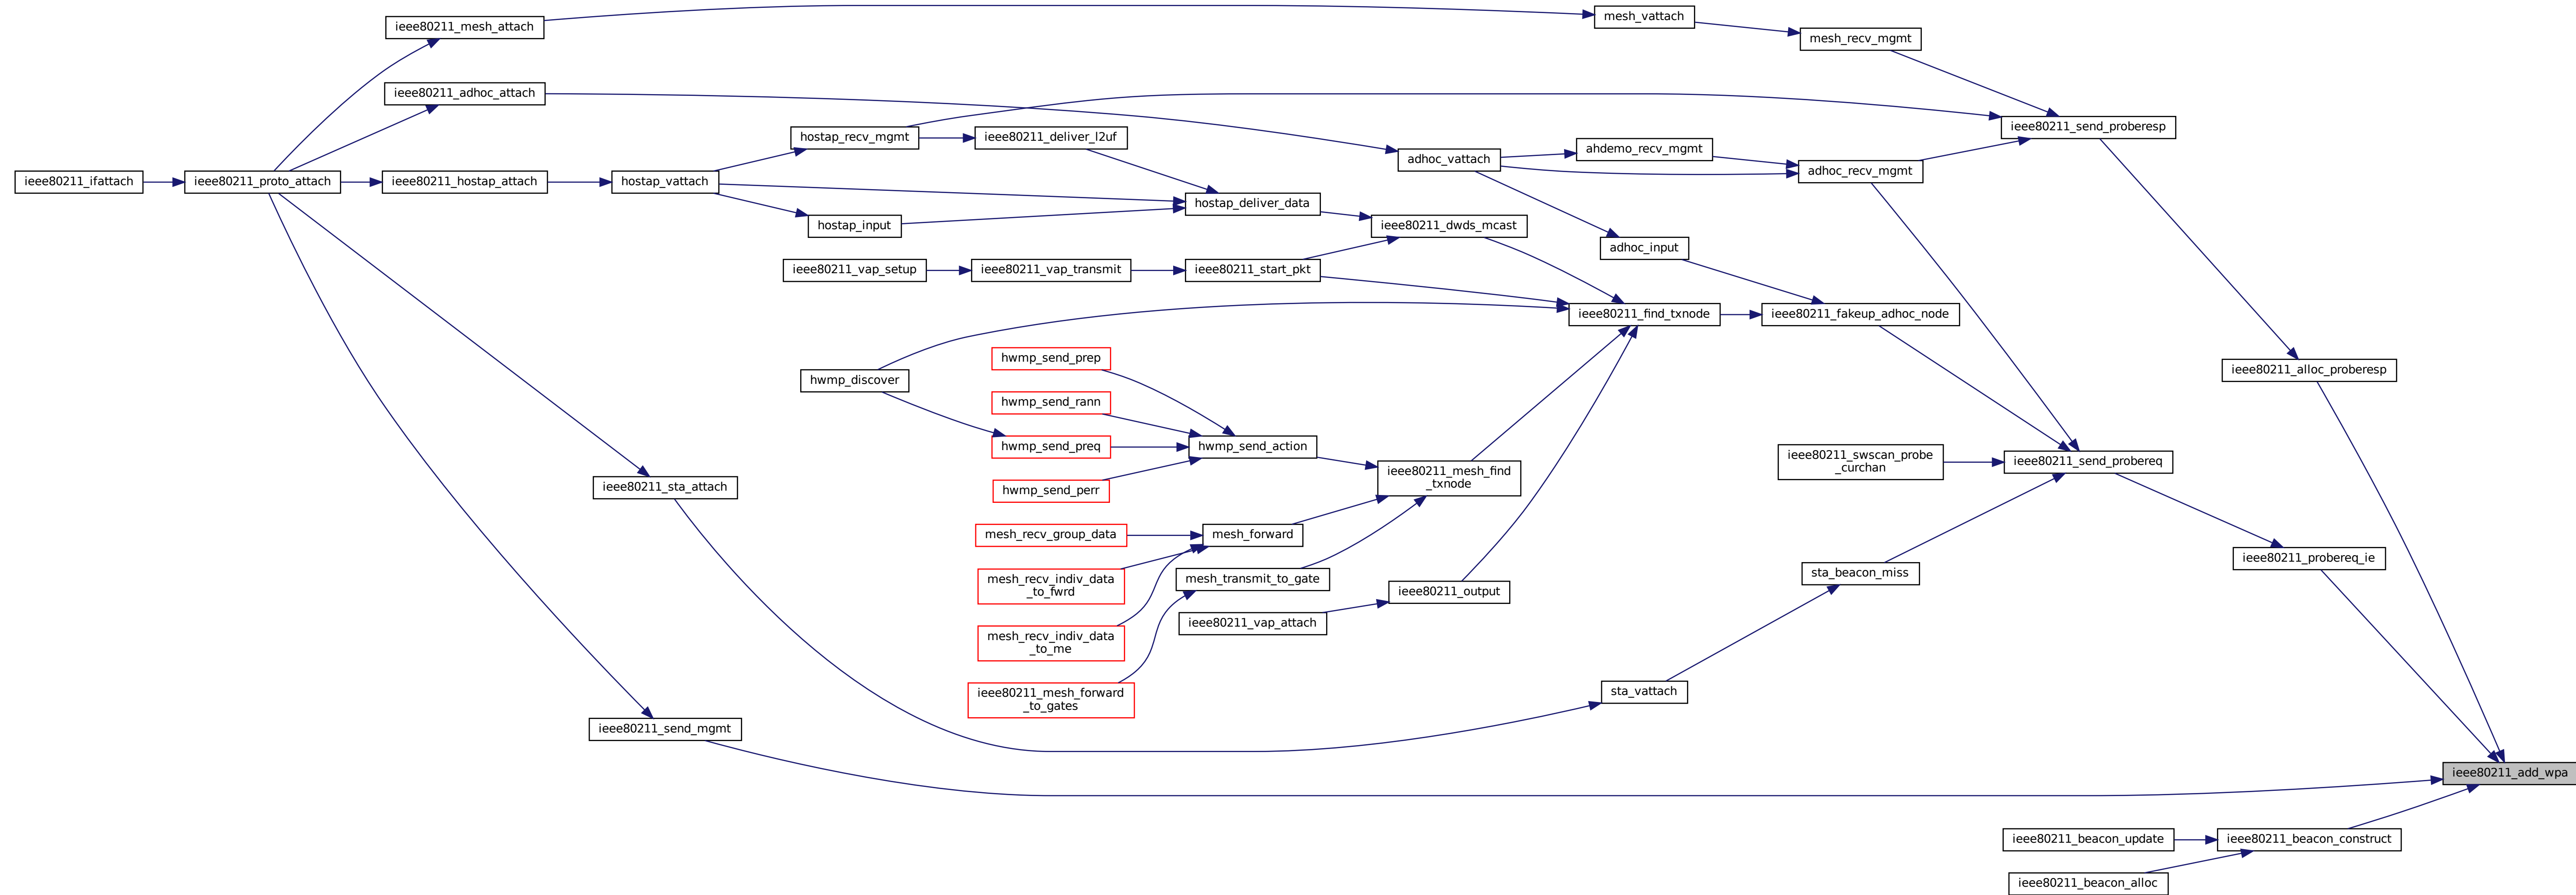 ieee80211_mesh_attach
mesh_vattach
mesh_recv_mgmt
ieee80211_adhoc_attach
ieee80211_send_proberesp
hostap_recv_mgmt
ieee80211_deliver_l2uf
ahdemo_recv_mgmt
adhoc_vattach
adhoc_recv_mgmt
ieee80211_ifattach
ieee80211_proto_attach
ieee80211_hostap_attach
hostap_vattach
hostap_deliver_data
hostap_input
ieee80211_dwds_mcast
adhoc_input
ieee80211_vap_setup
ieee80211_vap_transmit
ieee80211_start_pkt
ieee80211_find_txnode
ieee80211_fakeup_adhoc_node
hwmp_send_prep
ieee80211_alloc_proberesp
hwmp_discover
hwmp_send_rann
hwmp_send_preq
hwmp_send_action
ieee80211_swscan_probe
_curchan
ieee80211_send_probereq
ieee80211_mesh_find
_txnode
ieee80211_sta_attach
hwmp_send_perr
mesh_recv_group_data
mesh_forward
ieee80211_probereq_ie
sta_beacon_miss
mesh_recv_indiv_data
_to_fwrd
mesh_transmit_to_gate
ieee80211_output
ieee80211_vap_attach
mesh_recv_indiv_data
_to_me
ieee80211_mesh_forward
_to_gates
sta_vattach
ieee80211_send_mgmt
ieee80211_add_wpa
ieee80211_beacon_update
ieee80211_beacon_construct
ieee80211_beacon_alloc